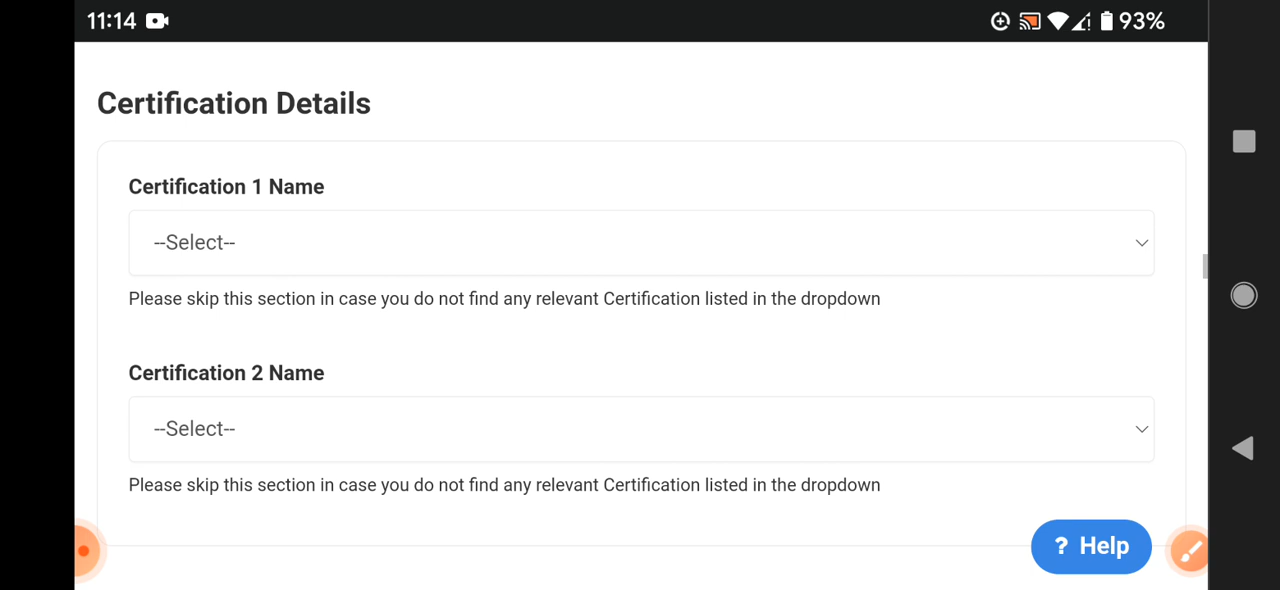 11:14
93%
Certification Details
Certification 1 Name
--Select--
Please skip this section in case you do not find any relevant Certification listed in the dropdown
Certification 2 Name
--Select--
Please skip this section in case you do not find any relevant Certification listed in the dropdown
? Help